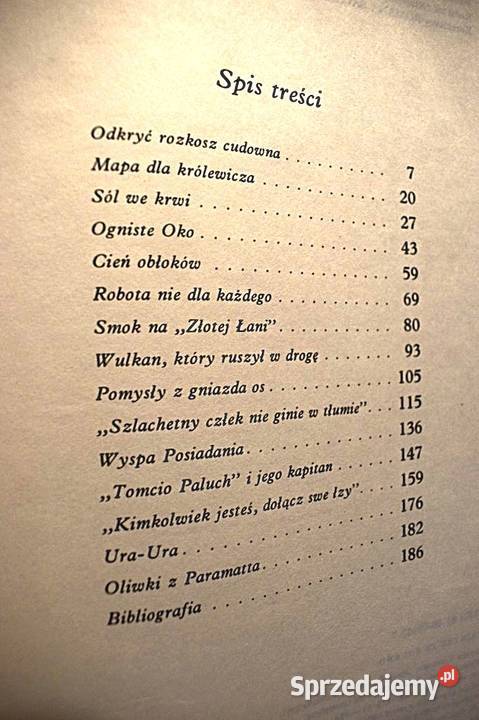 Spis treści
Odkryć rozkosz cudowna . . . . . . . . . . 7
Mapa dla królewicza . . . . . . . . . . . . 20
Sól we krwi . . . . . . . . . . . . . . . . 27
Ogniste Oko . . . . . . . . . . . . . . . . 43
Cień obłoków . . . . . . . . . . . . . . . 59
Robota nie dla każdego . . . . . . . . . . . 69
Smok na „Złotej Łani” . . . . . . . . . . . 80
Wulkan, który ruszył w drogę . . . . . . . 93
Pomysły z gniazda os . . . . . . . . . . . 105
„Szlachetny człek nie ginie w tłumie” . . . 115
Wyspa Posiadania . . . . . . . . . . . . . 136
„Tomcio Paluch” i jego kapitan . . . . . . 147
„Kimkolwiek jesteś, dołącz swe łzy” . . . . 159
Ura-Ura . . . . . . . . . . . . . . . . . . 176
Oliwki z Paramatta . . . . . . . . . . . . 182
Bibliografia . . . . . . . . . . . . . . . . 186
Sprzedajemy.pl